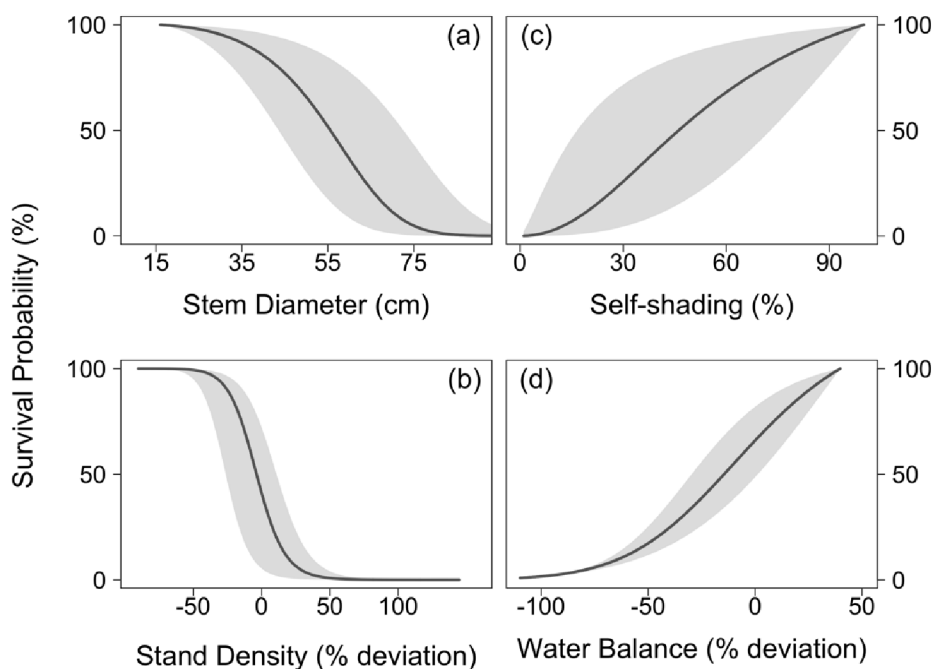 Survival Probability (%)
(a)
100
50
0
15 35 55 75
Stem Diameter (cm)
(c)
100
50
0
0 30 60 90
Self-shading (%)
(b)
100
50
0
-50 0 50 100
Stand Density (% deviation)
(d)
100
50
0
-100 -50 0 50
Water Balance (% deviation)